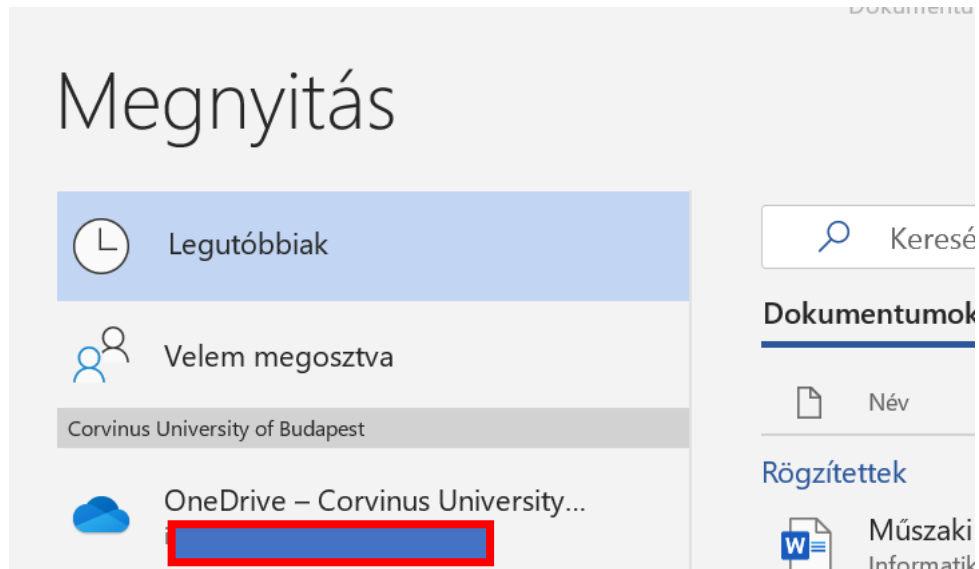 Megnyitás
Legutóbbiak
Velem megosztva
Corvinus University of Budapest
OneDrive – Corvinus University...
Dokumentumok
Név
Rögzítettek
Műszaki